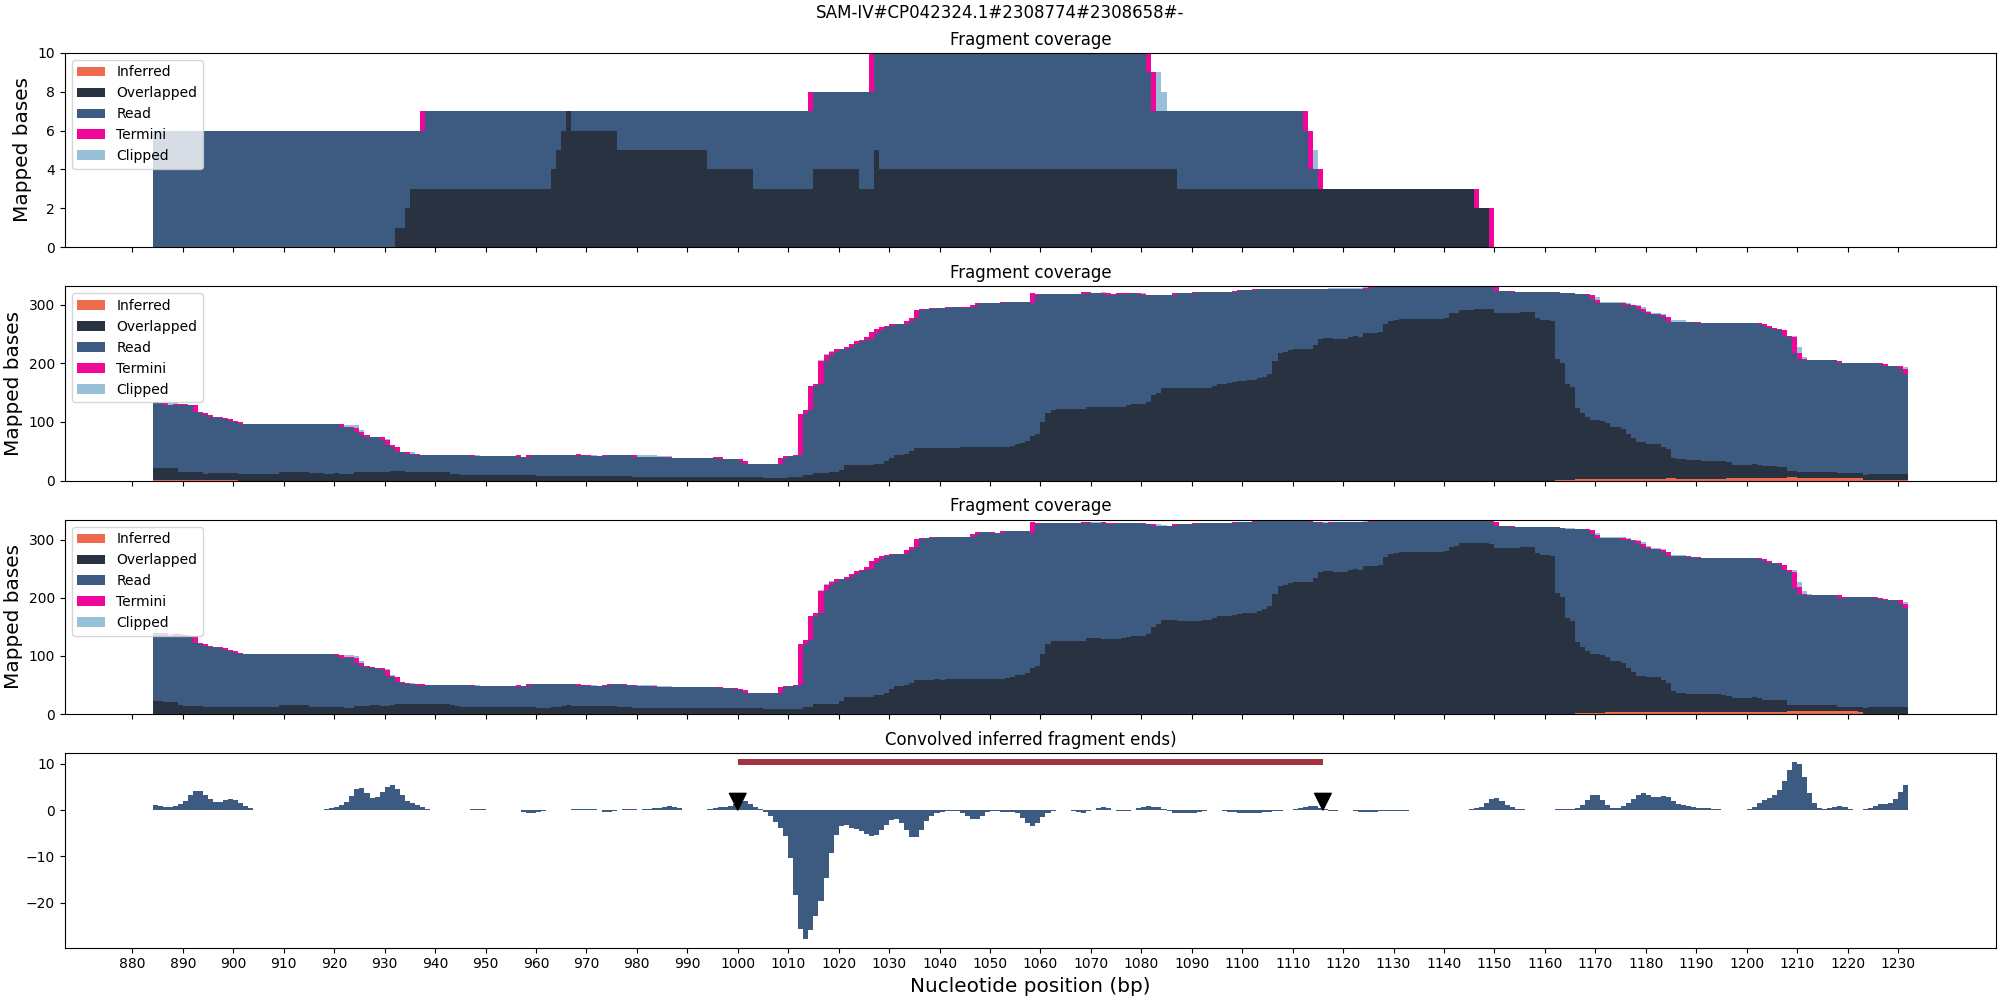 SAM-IV#CP042324.1#2308774#2308658#-
Fragment coverage
Mapped bases
10
8
6
4
2
0
Inferred
Overlapped
Read
Termini
Clipped
Fragment coverage
Mapped bases
300
200
100
0
Inferred
Overlapped
Read
Termini
Clipped
Fragment coverage
Mapped bases
300
200
100
0
Inferred
Overlapped
Read
Termini
Clipped
Convolved inferred fragment ends)
10
0
−10
−20
880 890 900 910 920 930 940 950 960 970 980 990 1000 1010 1020 1030 1040 1050 1060 1070 1080 1090 1100 1110 1120 1130 1140 1150 1160 1170 1180 1190 1200 1210 1220 1230
Nucleotide position (bp)